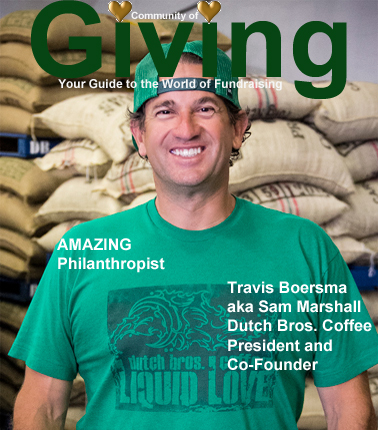 Community of
Giving
Your Guide to the World of Fundraising
AMAZING
Philanthropist
Travis Boersma
aka Sam Marshall
Dutch Bros. Coffee
President and
Co-Founder
dutch bros.
LIQUID LOVE